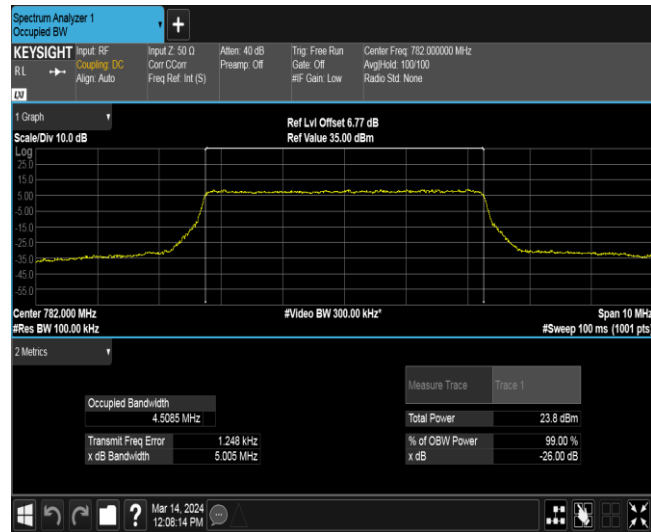 Spectrum Analyzer 1
Occupied BW
+
KEYSIGHT
RL
LXI
Input: RF
Coupling: DC
Align: Auto
Input Z: 50 Ω
Corr CCorr
Freq Ref: Int (S)
Atten: 40 dB
Preamp: Off
Trig: Free Run
Gate: Off
#IF Gain: Low
Center Freq: 782.000000 MHz
Avg|Hold: 100/100
Radio Std: None
1 Graph
Scale/Div 10.0 dB
Ref Lvl Offset 6.77 dB
Ref Value 35.00 dBm
Log
25.0
15.0
5.00
-5.00
-15.0
-25.0
-35.0
-45.0
-55.0
Center 782.000 MHz
#Res BW 100.00 kHz
#Video BW 300.00 kHz*
Span 10 MHz
#Sweep 100 ms (1001 pts)
2 Metrics
Measure Trace Trace 1
Occupied Bandwidth
4.5085 MHz
Total Power 23.8 dBm
Transmit Freq Error 1.248 kHz
% of OBW Power 99.00 %
x dB Bandwidth 5.005 MHz
x dB -26.00 dB
?
Mar 14, 2024
12:08:14 PM